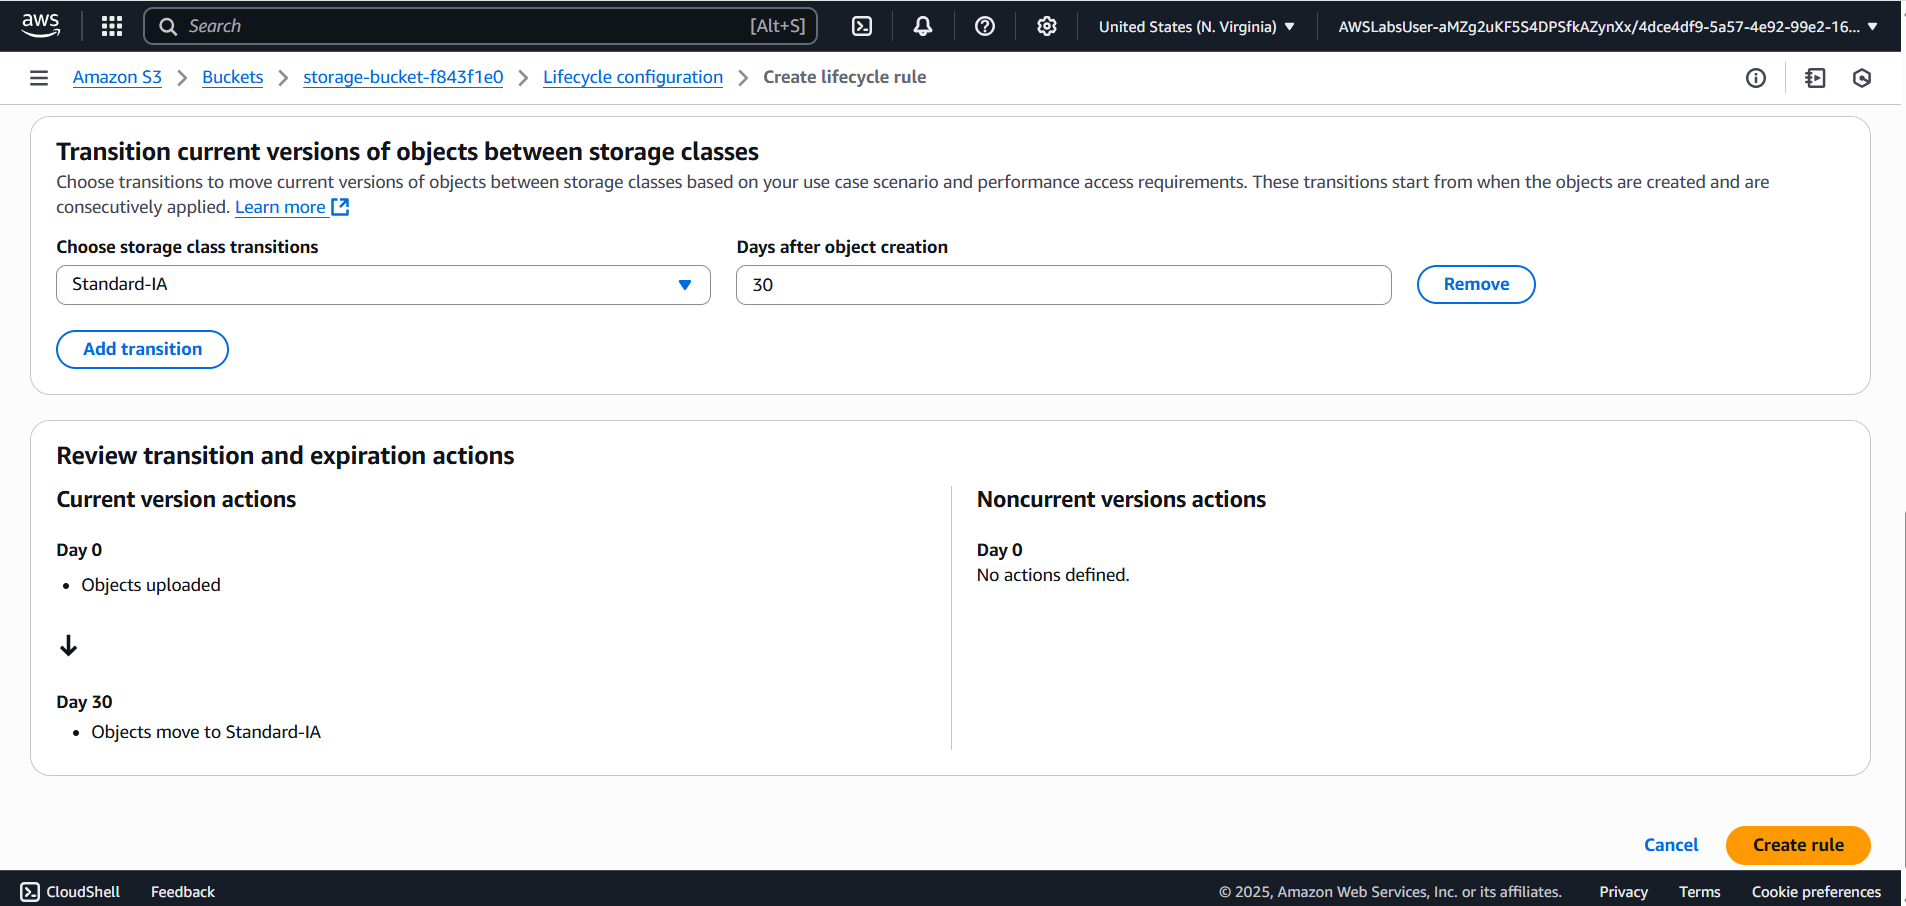 aws
Search [Alt+S]
United States (N. Virginia)
AWSLabsUser-aMZg2uKF5S4DPSfkAZynXx/4dce4df9-5a57-4e92-99e2-16...
Amazon S3 > Buckets > storage-bucket-f843f1e0 > Lifecycle configuration > Create lifecycle rule
Transition current versions of objects between storage classes
Choose transitions to move current versions of objects between storage classes based on your use case scenario and performance access requirements. These transitions start from when the objects are created and are
consecutively applied. Learn more
Choose storage class transitions
Days after object creation
Standard-IA
30
Remove
Add transition
Review transition and expiration actions
Current version actions
Day 0
• Objects uploaded
Day 30
• Objects move to Standard-IA
Noncurrent versions actions
Day 0
No actions defined.
Cancel
Create rule
CloudShell
Feedback
© 2025, Amazon Web Services, Inc. or its affiliates.
Privacy
Terms
Cookie preferences